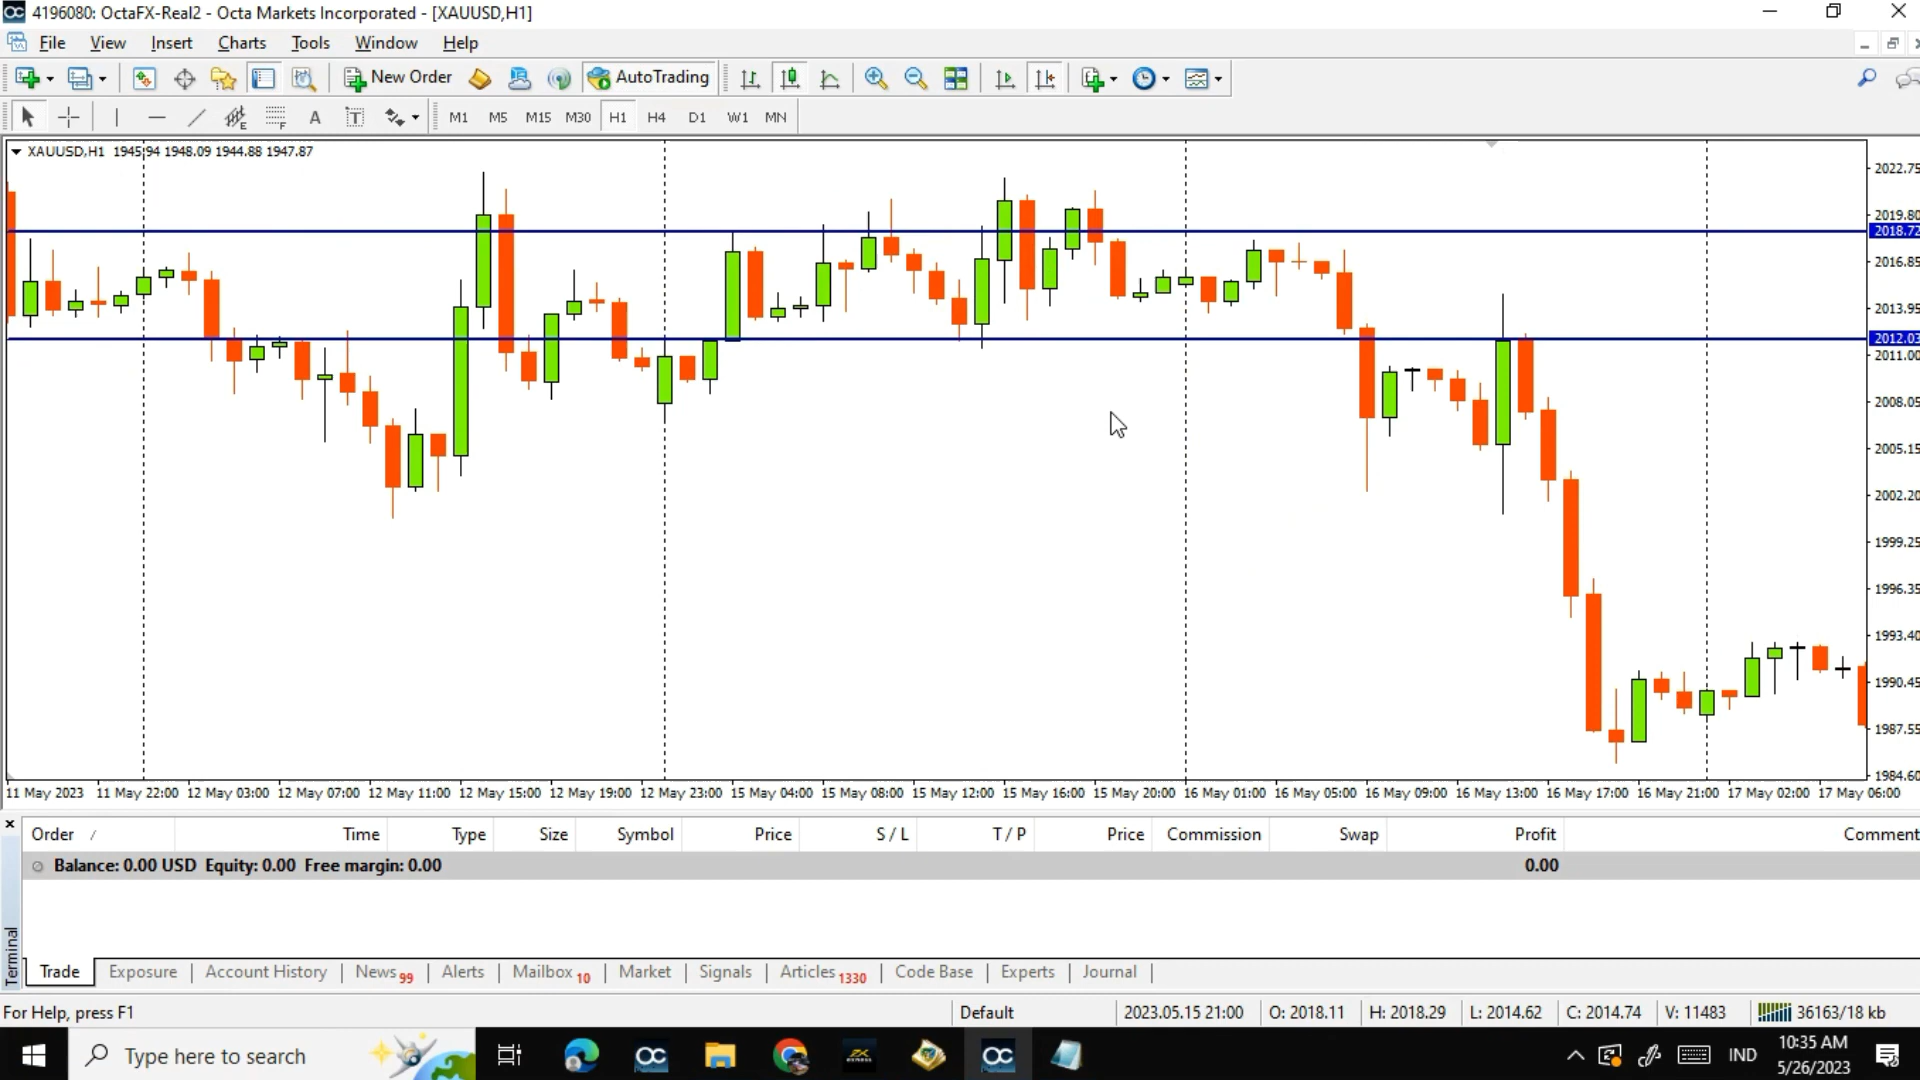 4196080: OctaFX-Real2 - Octa Markets Incorporated - [XAUUSD,H1]
File View Insert Charts Tools Window Help
New Order AutoTrading
E F A T M1 M5 M15 M30 H1 H4 D1 W1 MN
XAUUSD,H1 1945.94 1948.09 1944.88 1947.87
2022.75
2019.80
2018.72
2016.85
2013.95
2012.03
2011.00
2008.05
2005.15
2002.20
1999.25
1996.35
1993.40
1990.45
1987.55
1984.60
11 May 2023 11 May 22:00 12 May 03:00 12 May 07:00 12 May 11:00 12 May 15:00 12 May 19:00 12 May 23:00 15 May 04:00 15 May 08:00 15 May 12:00 15 May 16:00 15 May 20:00 16 May 01:00 16 May 05:00 16 May 09:00 16 May 13:00 16 May 17:00 16 May 21:00 17 May 02:00 17 May 06:00
Order / Time Type Size Symbol Price S / L T / P Price Commission Swap Profit Comment
Balance: 0.00 USD Equity: 0.00 Free margin: 0.00 0.00
Terminal
Trade Exposure Account History News 99 Alerts Mailbox 10 Market Signals Articles 1330 Code Base Experts Journal
For Help, press F1 Default 2023.05.15 21:00 O: 2018.11 H: 2018.29 L: 2014.62 C: 2014.74 V: 11483 36163/18 kb
Type here to search OC OC IND 10:35 AM
5/26/2023